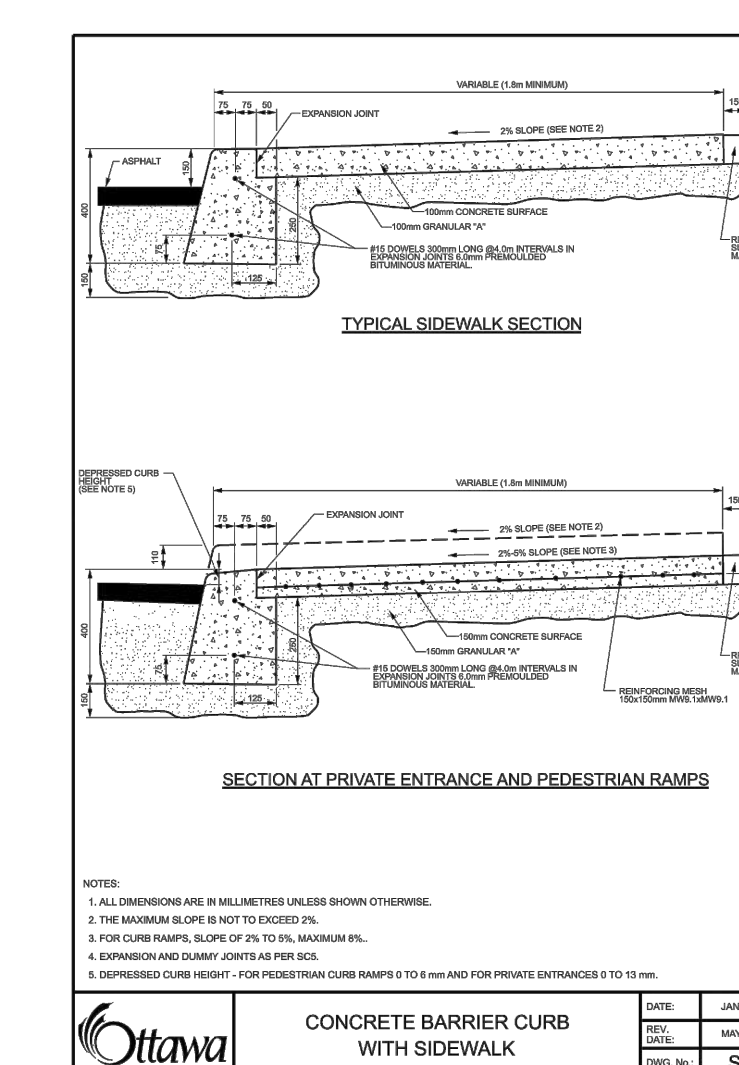 VARIABLE (1.8m MINIMUM)
75 75 50
EXPANSION JOINT
2% SLOPE (SEE NOTE 2)
ASPHALT
150
400
250
100mm CONCRETE SURFACE
100mm GRANULAR "A"
75
#15 DOWELS 300mm LONG @4.0m INTERVALS IN
EXPANSION JOINTS 6.0mm PREMOULDED
BITUMINOUS MATERIAL.
125
150
TYPICAL SIDEWALK SECTION
DEPRESSED CURB
HEIGHT
(SEE NOTE 5)
VARIABLE (1.8m MINIMUM)
75 75 50
EXPANSION JOINT
2% SLOPE (SEE NOTE 2)
110
2%-5% SLOPE (SEE NOTE 3)
400
250
150mm CONCRETE SURFACE
150mm GRANULAR "A"
75
#15 DOWELS 300mm LONG @4.0m INTERVALS IN
EXPANSION JOINTS 6.0mm PREMOULDED
BITUMINOUS MATERIAL.
125
150
REINFORCING MESH
150x150mm MW9.1xMW9.1
SECTION AT PRIVATE ENTRANCE AND PEDESTRIAN RAMPS
NOTES:
1. ALL DIMENSIONS ARE IN MILLIMETRES UNLESS SHOWN OTHERWISE.
2. THE MAXIMUM SLOPE IS NOT TO EXCEED 2%.
3. FOR CURB RAMPS, SLOPE OF 2% TO 5%, MAXIMUM 8%..
4. EXPANSION AND DUMMY JOINTS AS PER SC5.
5. DEPRESSED CURB HEIGHT - FOR PEDESTRIAN CURB RAMPS 0 TO 6 mm AND FOR PRIVATE ENTRANCES 0 TO 13 mm.
Ottawa
CONCRETE BARRIER CURB
WITH SIDEWALK
DATE: JAN
REV. DATE: MAY
DWG. No.: S